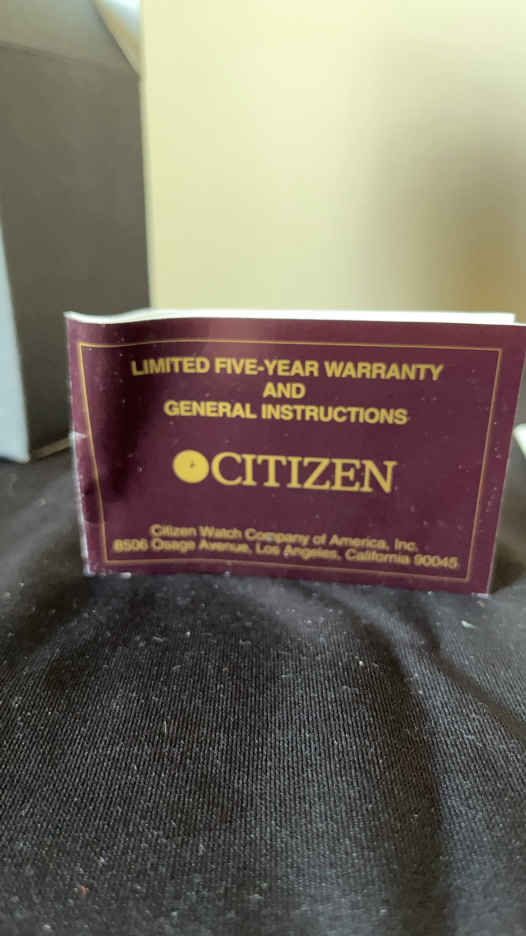 LIMITED FIVE-YEAR WARRANTY
AND
GENERAL INSTRUCTIONS
CITIZEN
Citizen Watch Company of America, Inc.
8506 Osage Avenue, Los Angeles, California 90045